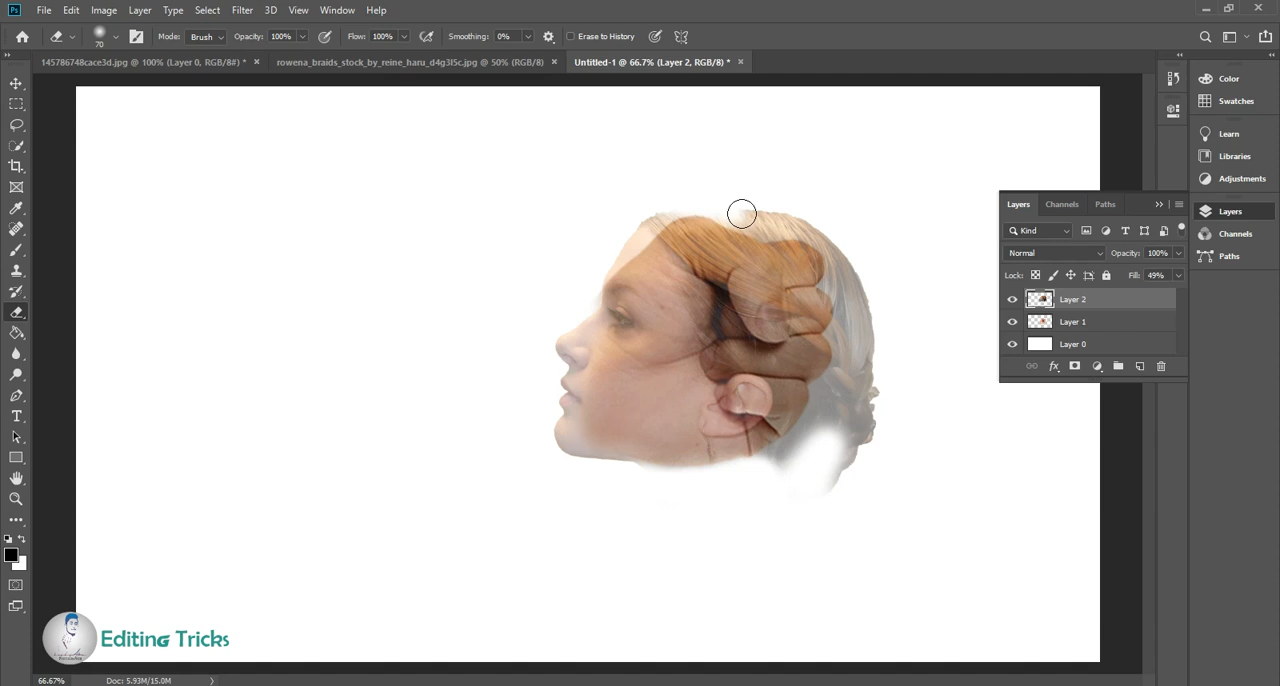 Ps File Edit Image Layer Type Select Filter 3D View Window Help
70 Mode: Brush Opacity: 100% Flow: 100% Smoothing: 0% Erase to History
145786748cace3d.jpg @ 100% (Layer 0, RGB/8#) * × rowena_braids_stock_by_reine_haru_d4g3l5c.jpg @ 50% (RGB/8) × Untitled-1 @ 66.7% (Layer 2, RGB/8) * ×
Color
Swatches
Learn
Libraries
Adjustments
Layers
Channels
Paths
Layers Channels Paths
Kind
Normal Opacity: 100%
Lock: Fill: 49%
Layer 2
Layer 1
Layer 0
Editing Tricks
66.67% Doc: 5.93M/15.0M